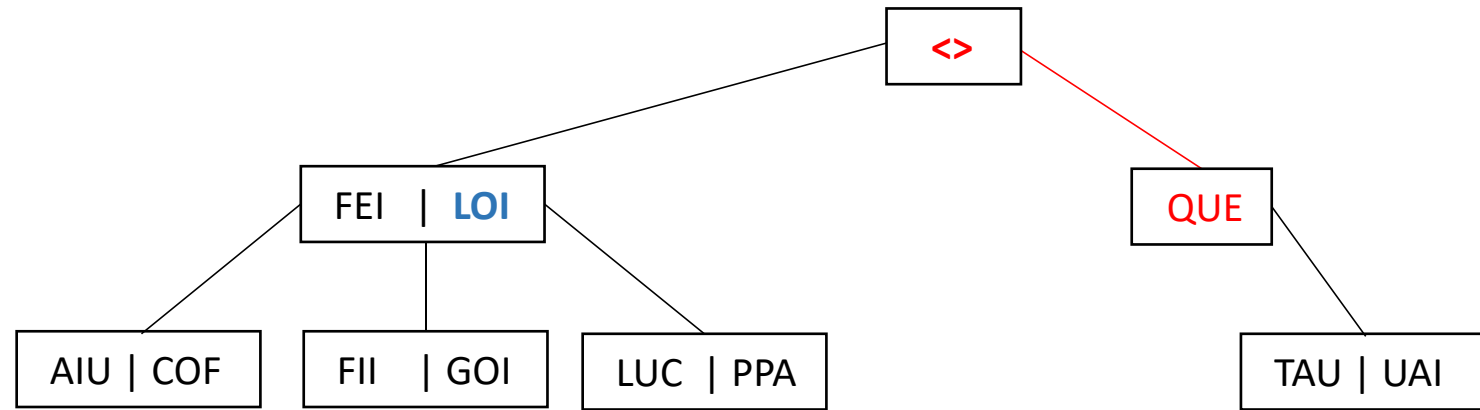 <>
FEI | LOI
QUE
AIU | COF
FII | GOI
LUC | PPA
TAU | UAI